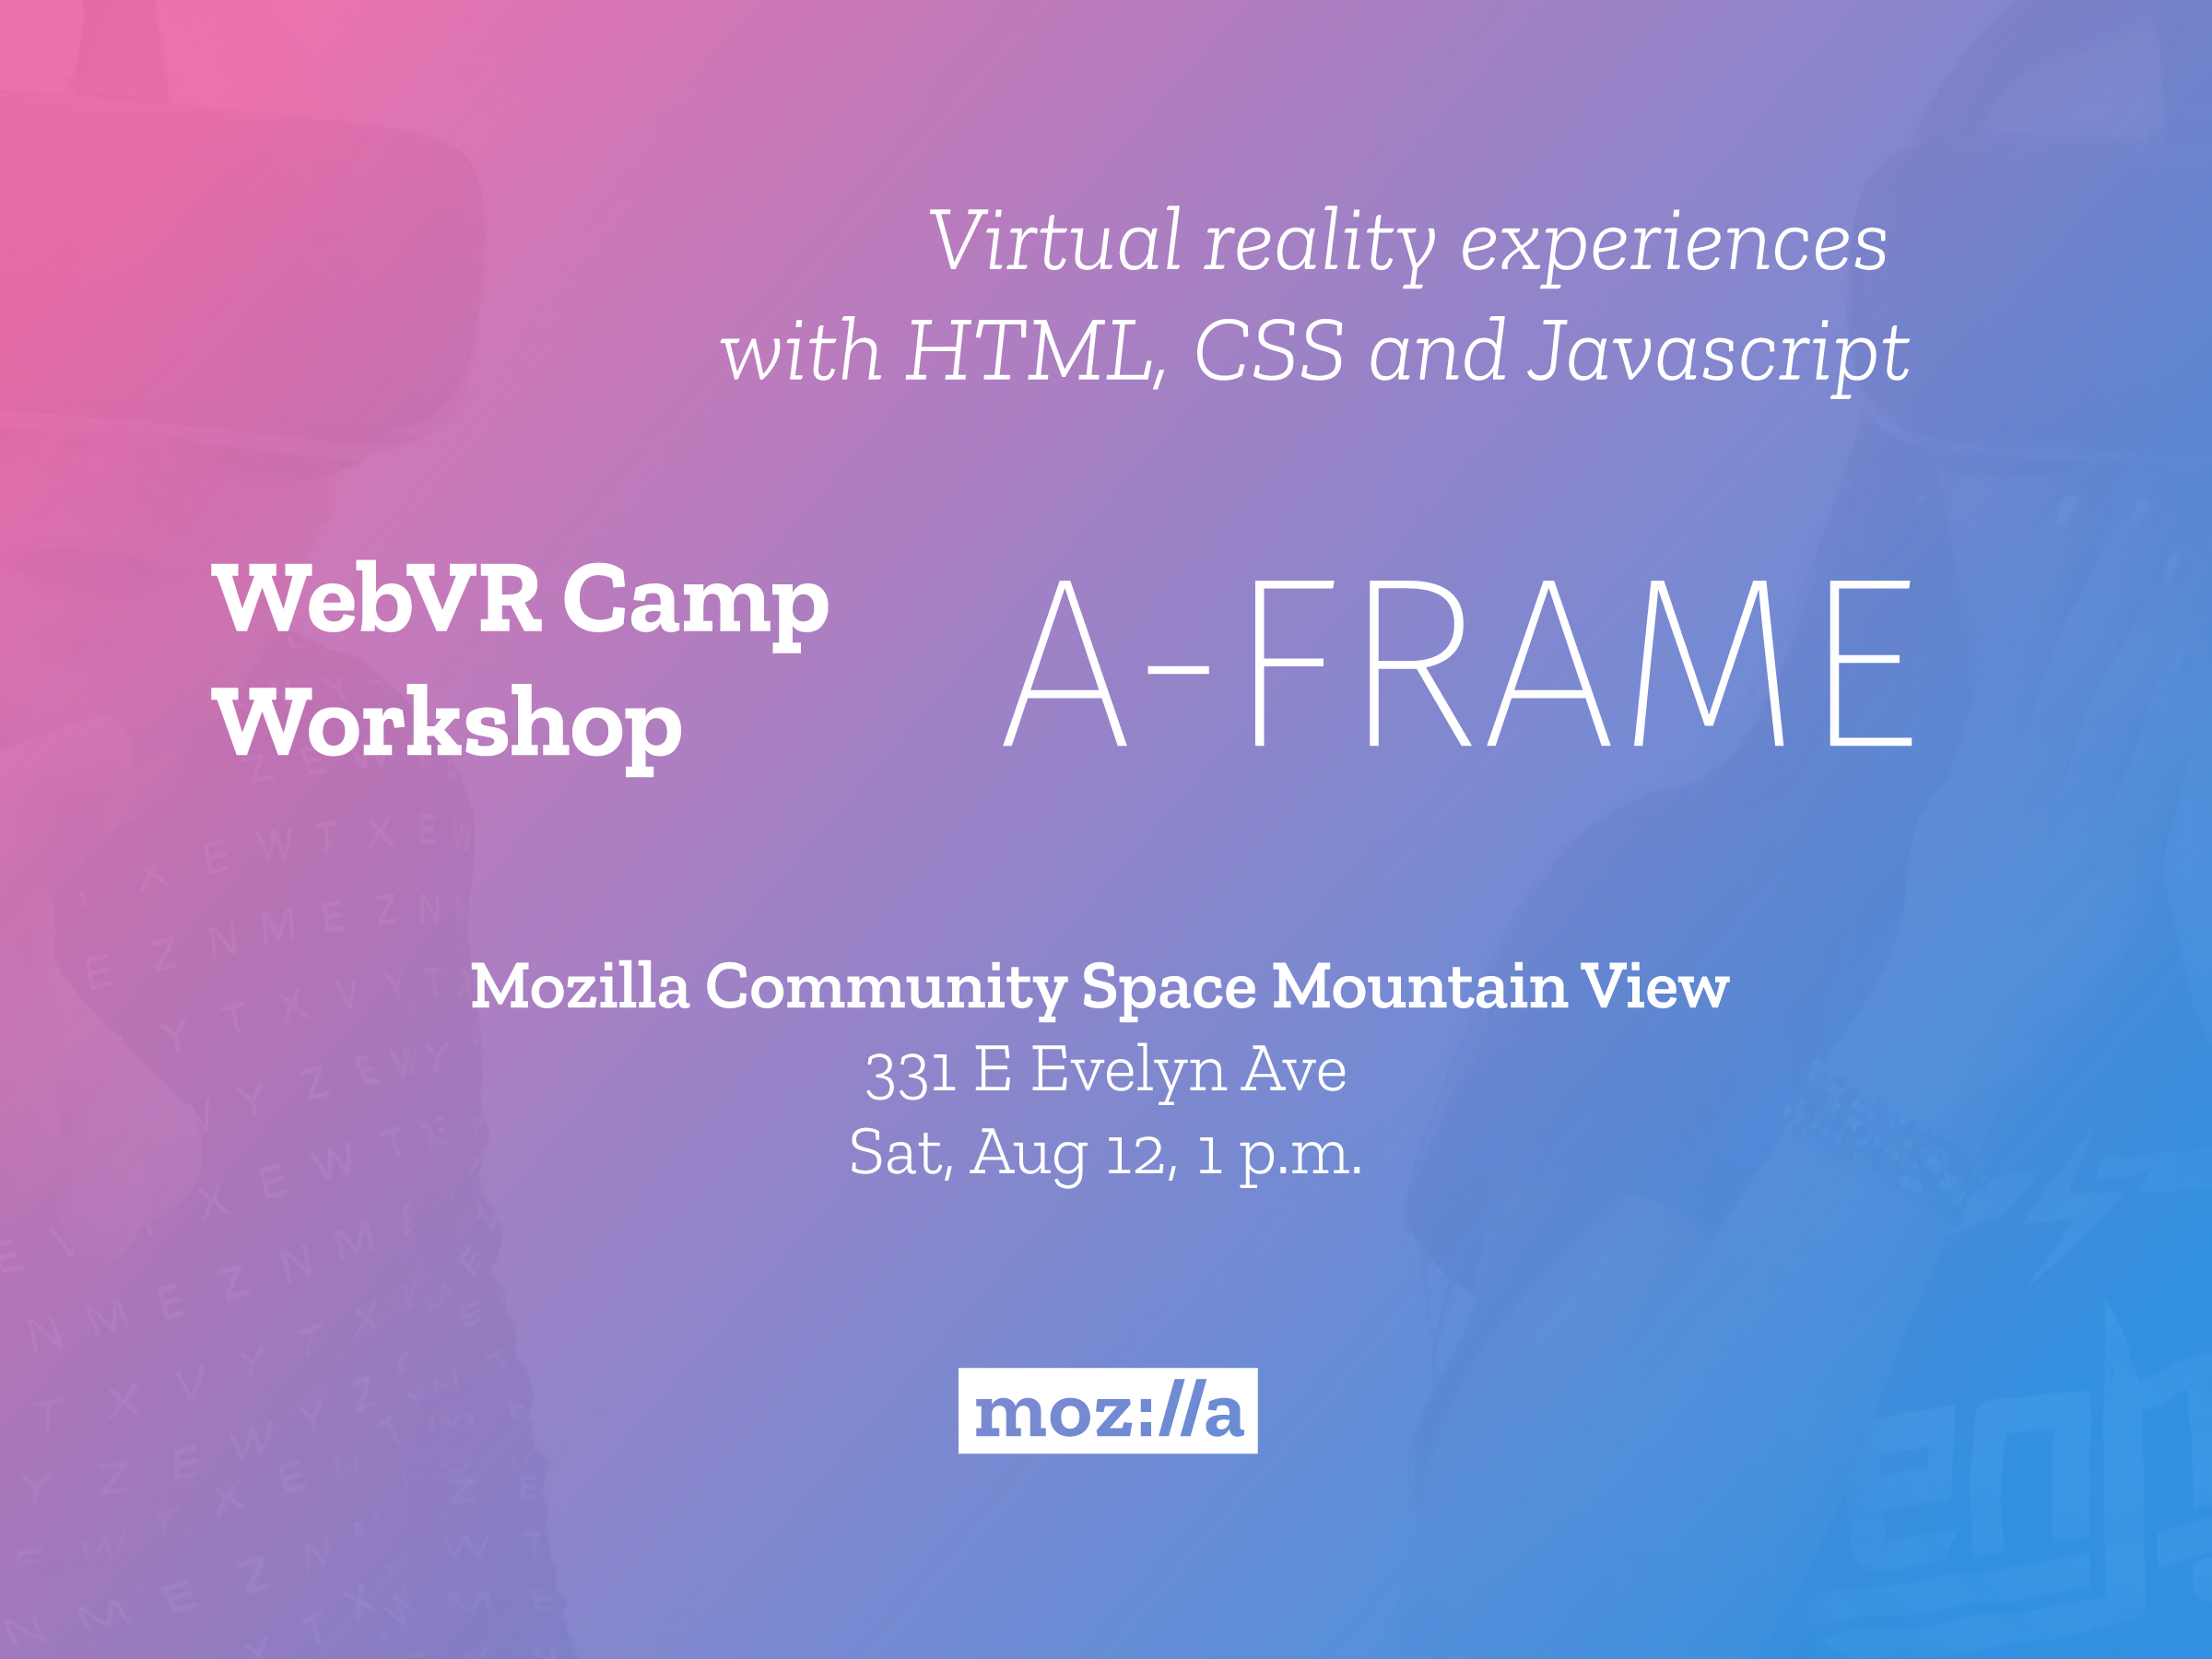 Virtual reality experiences
with HTML, CSS and Javascript
WebVR Camp
Workshop
A-FRAME
Mozilla Community Space Mountain View
331 E Evelyn Ave
Sat, Aug 12, 1 p.m.
moz://a